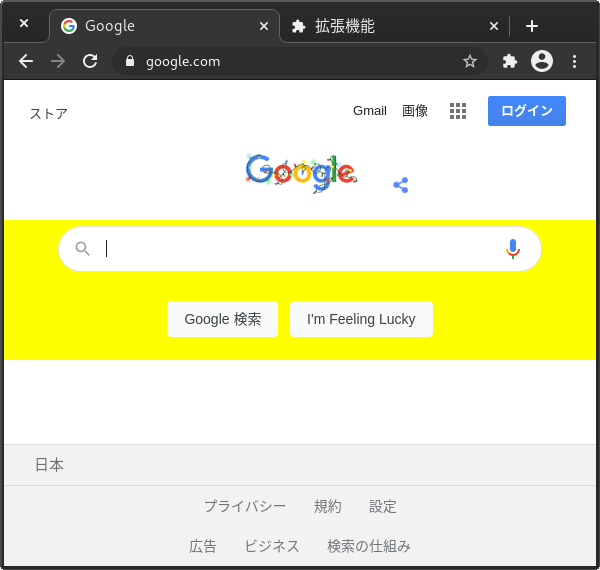 Google 拡張機能
google.com
ストア Gmail 画像 ログイン
Google
Google 検索 I'm Feeling Lucky
日本
プライバシー 規約 設定
広告 ビジネス 検索の仕組み